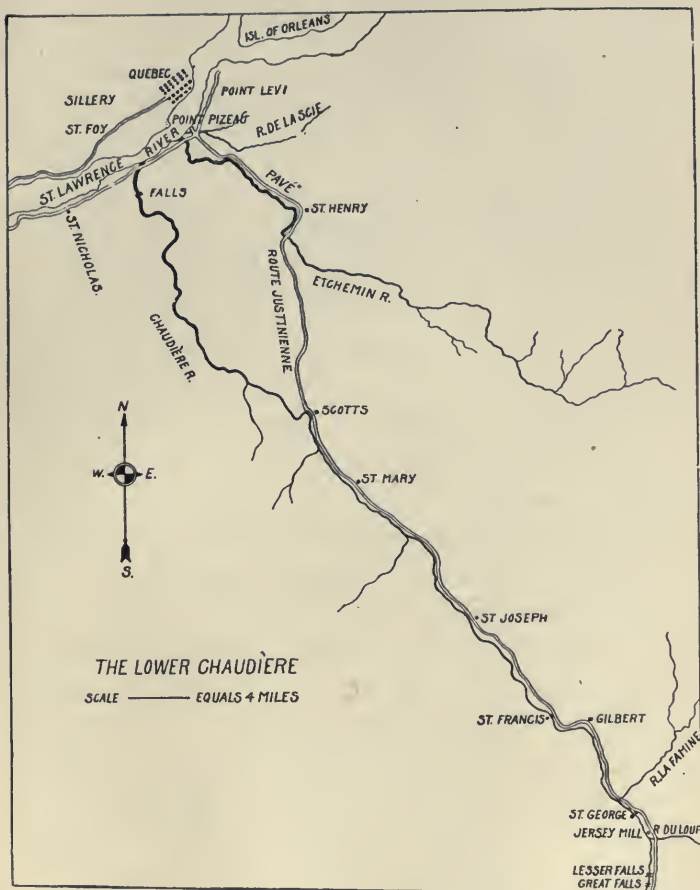 ISL. OF ORLEANS
QUEBEC
SILLERY
POINT LEVI
ST. FOY
POINT PIZEAU
R. DE LA SCIE
ST. LAWRENCE RIVER
PAVÉ
FALLS
ST. HENRY
ST. NICHOLAS.
ROUTE JUSTINIENNE
ETCHEMIN R.
CHAUDIÈRE R.
N
SCOTTS
W. E.
ST MARY
S.
ST JOSEPH
THE LOWER CHAUDIÈRE
SCALE EQUALS 4 MILES
ST. FRANCIS
GILBERT
R. LA FAMINE
ST. GEORGE
JERSEY MILL
R DU LOUP
LESSER FALLS
GREAT FALLS